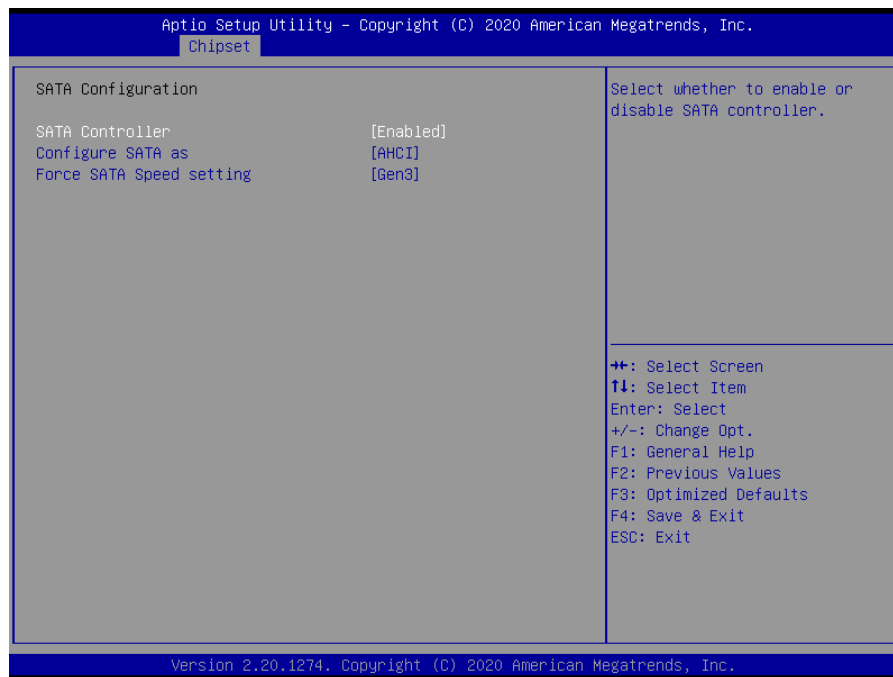 Aptio Setup Utility – Copyright (C) 2020 American Megatrends, Inc.
Chipset
SATA Configuration
SATA Controller [Enabled]
Configure SATA as [AHCI]
Force SATA Speed setting [Gen3]
Select whether to enable or
disable SATA controller.
→←: Select Screen
↑↓: Select Item
Enter: Select
+/-: Change Opt.
F1: General Help
F2: Previous Values
F3: Optimized Defaults
F4: Save & Exit
ESC: Exit
Version 2.20.1274. Copyright (C) 2020 American Megatrends, Inc.